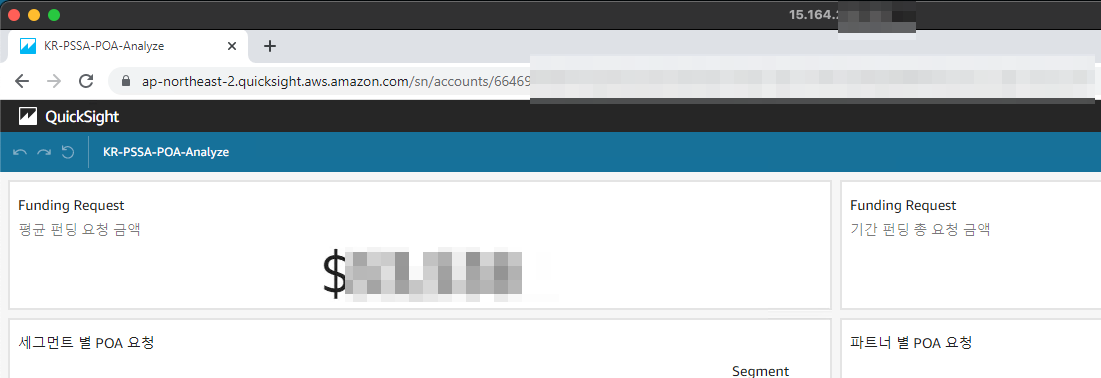 15.164.
KR-PSSA-POA-Analyze
ap-northeast-2.quicksight.aws.amazon.com/sn/accounts/66469
QuickSight
KR-PSSA-POA-Analyze
Funding Request
평균 펀딩 요청 금액
$
Funding Request
기간 펀딩 총 요청 금액
세그먼트 별 POA 요청
Segment
파트너 별 POA 요청